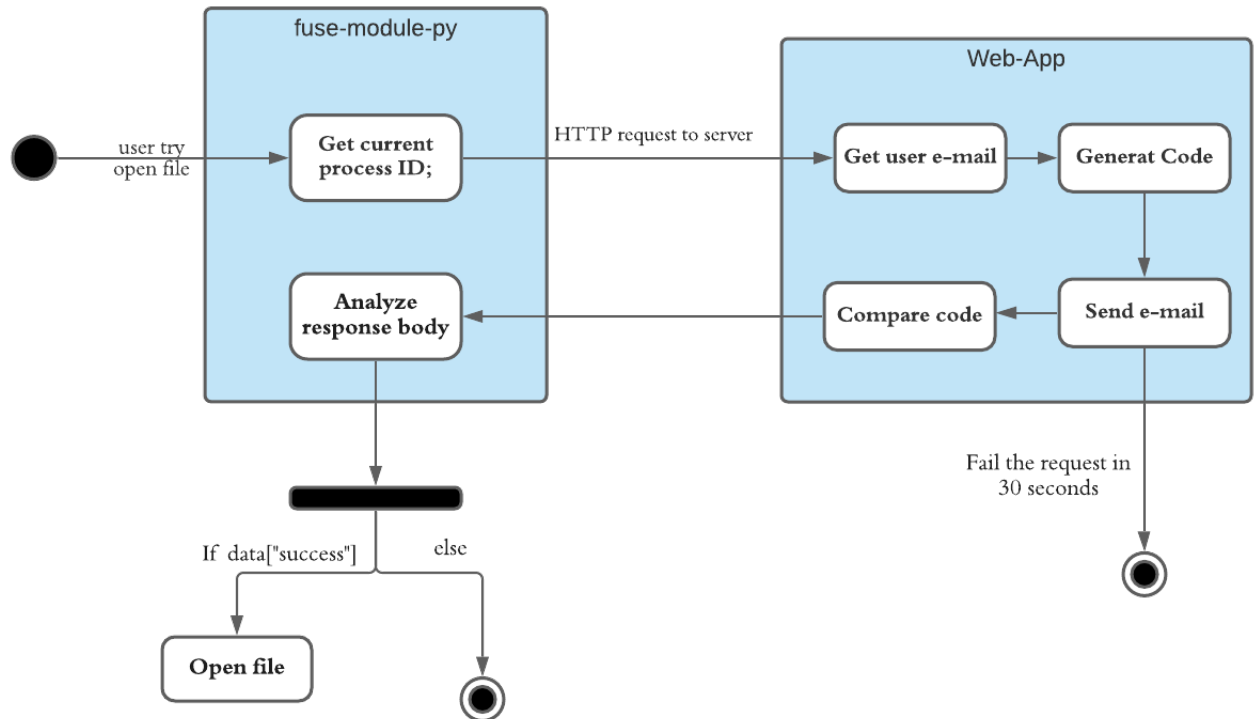 fuse-module-py
Web-App
user try
open file
Get current
process ID;
HTTP request to server
Get user e-mail
Generat Code
Analyze
response body
Compare code
Send e-mail
Fail the request in
30 seconds
If data["success"]
else
Open file